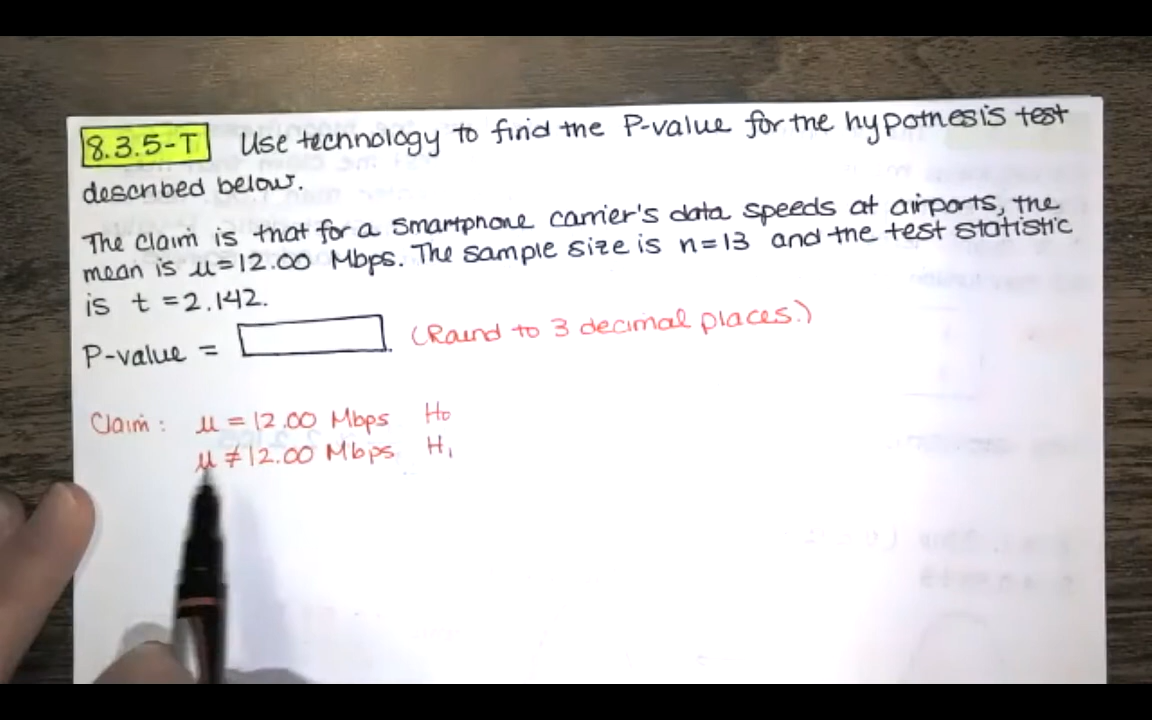 8.3.5-T Use technology to find the P-value for the hypothesis test
described below.
The claim is that for a smartphone carrier's data speeds at airports, the
mean is μ=12.00 Mbps. The sample size is n=13 and the test statistic
is t=2.142.
P-value = . (Round to 3 decimal places.)
Claim: μ = 12.00 Mbps H₀
μ ≠ 12.00 Mbps H₁